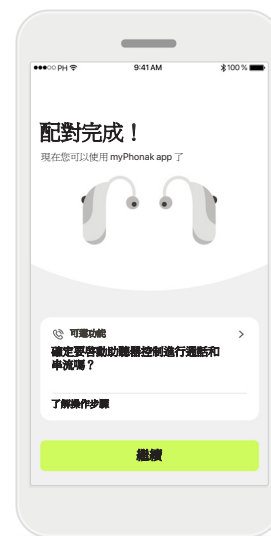 PH 9:41 AM 100 %
配對完成！
現在您可以使用 myPhonak app 了
可選功能
確定要啓動助聽器控制進行通話和
串流嗎？
了解操作步驟
繼續